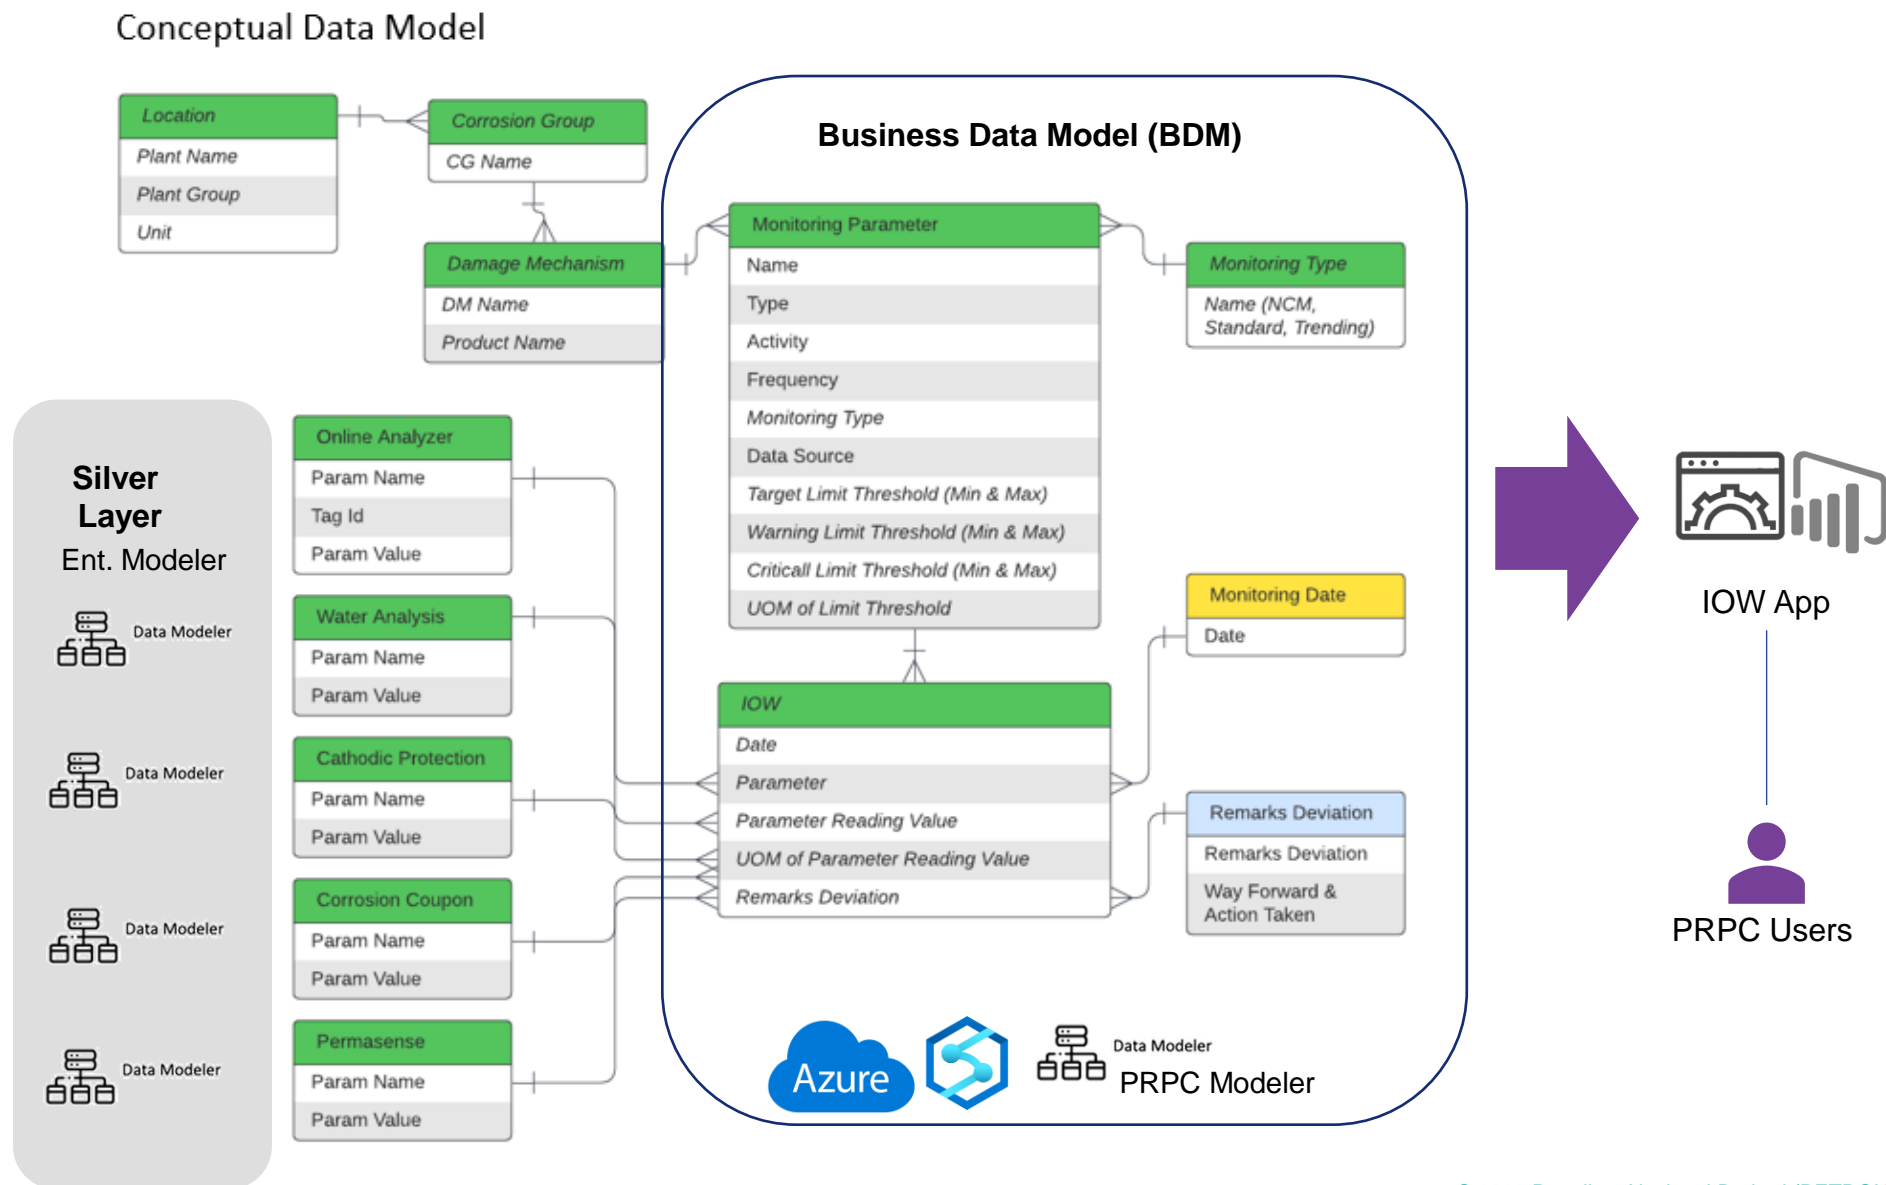 Conceptual Data Model
Location
Plant Name
Plant Group
Unit
Corrosion Group
CG Name
Damage Mechanism
DM Name
Product Name
Business Data Model (BDM)
Monitoring Parameter
Name
Type
Activity
Frequency
Monitoring Type
Data Source
Target Limit Threshold (Min & Max)
Warning Limit Threshold (Min & Max)
Criticall Limit Threshold (Min & Max)
UOM of Limit Threshold
Monitoring Type
Name (NCM,
Standard, Trending)
Silver
Layer
Ent. Modeler
Data Modeler
Data Modeler
Data Modeler
Data Modeler
Online Analyzer
Param Name
Tag Id
Param Value
Water Analysis
Param Name
Param Value
Cathodic Protection
Param Name
Param Value
Corrosion Coupon
Param Name
Param Value
Permasense
Param Name
Param Value
IOW
Date
Parameter
Parameter Reading Value
UOM of Parameter Reading Value
Remarks Deviation
Monitoring Date
Date
Remarks Deviation
Remarks Deviation
Way Forward &
Action Taken
Azure
Data Modeler
PRPC Modeler
IOW App
PRPC Users